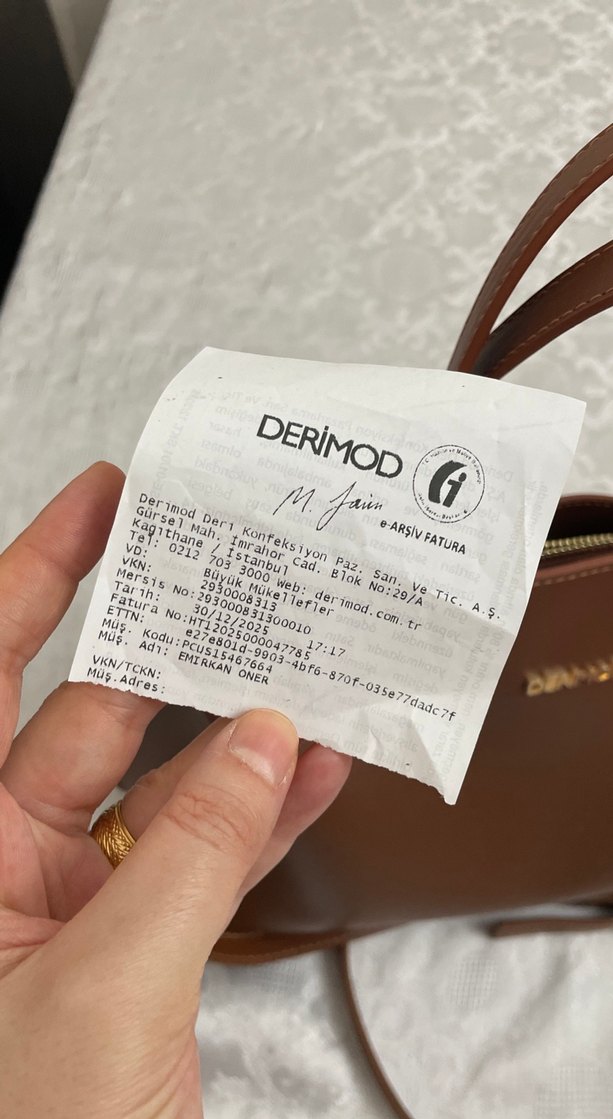 DERİMOD
e-ARŞİV FATURA
Derimod Deri Konfeksiyon Paz. San. Ve Tic. A.Ş.
Gürsel Mah. İmrahor Cad. Blok No:29/A
Kağıthane / İstanbul
Tel: 0212 703 3000 Web: derimod.com.tr
VD: Büyük Mükellefler
VKN: 2930008313
Mersis No:293000831300010
Tarih: 30/12/2025 17:17
Fatura No:HT12025000047785
ETTN: e27e801d-9903-4bf6-870f-035e77dadc7f
Müş. Kodu:PCUS15467664
Müş. Adı: EMİRKAN ÖNER
VKN/TCKN:
Müş.Adres: